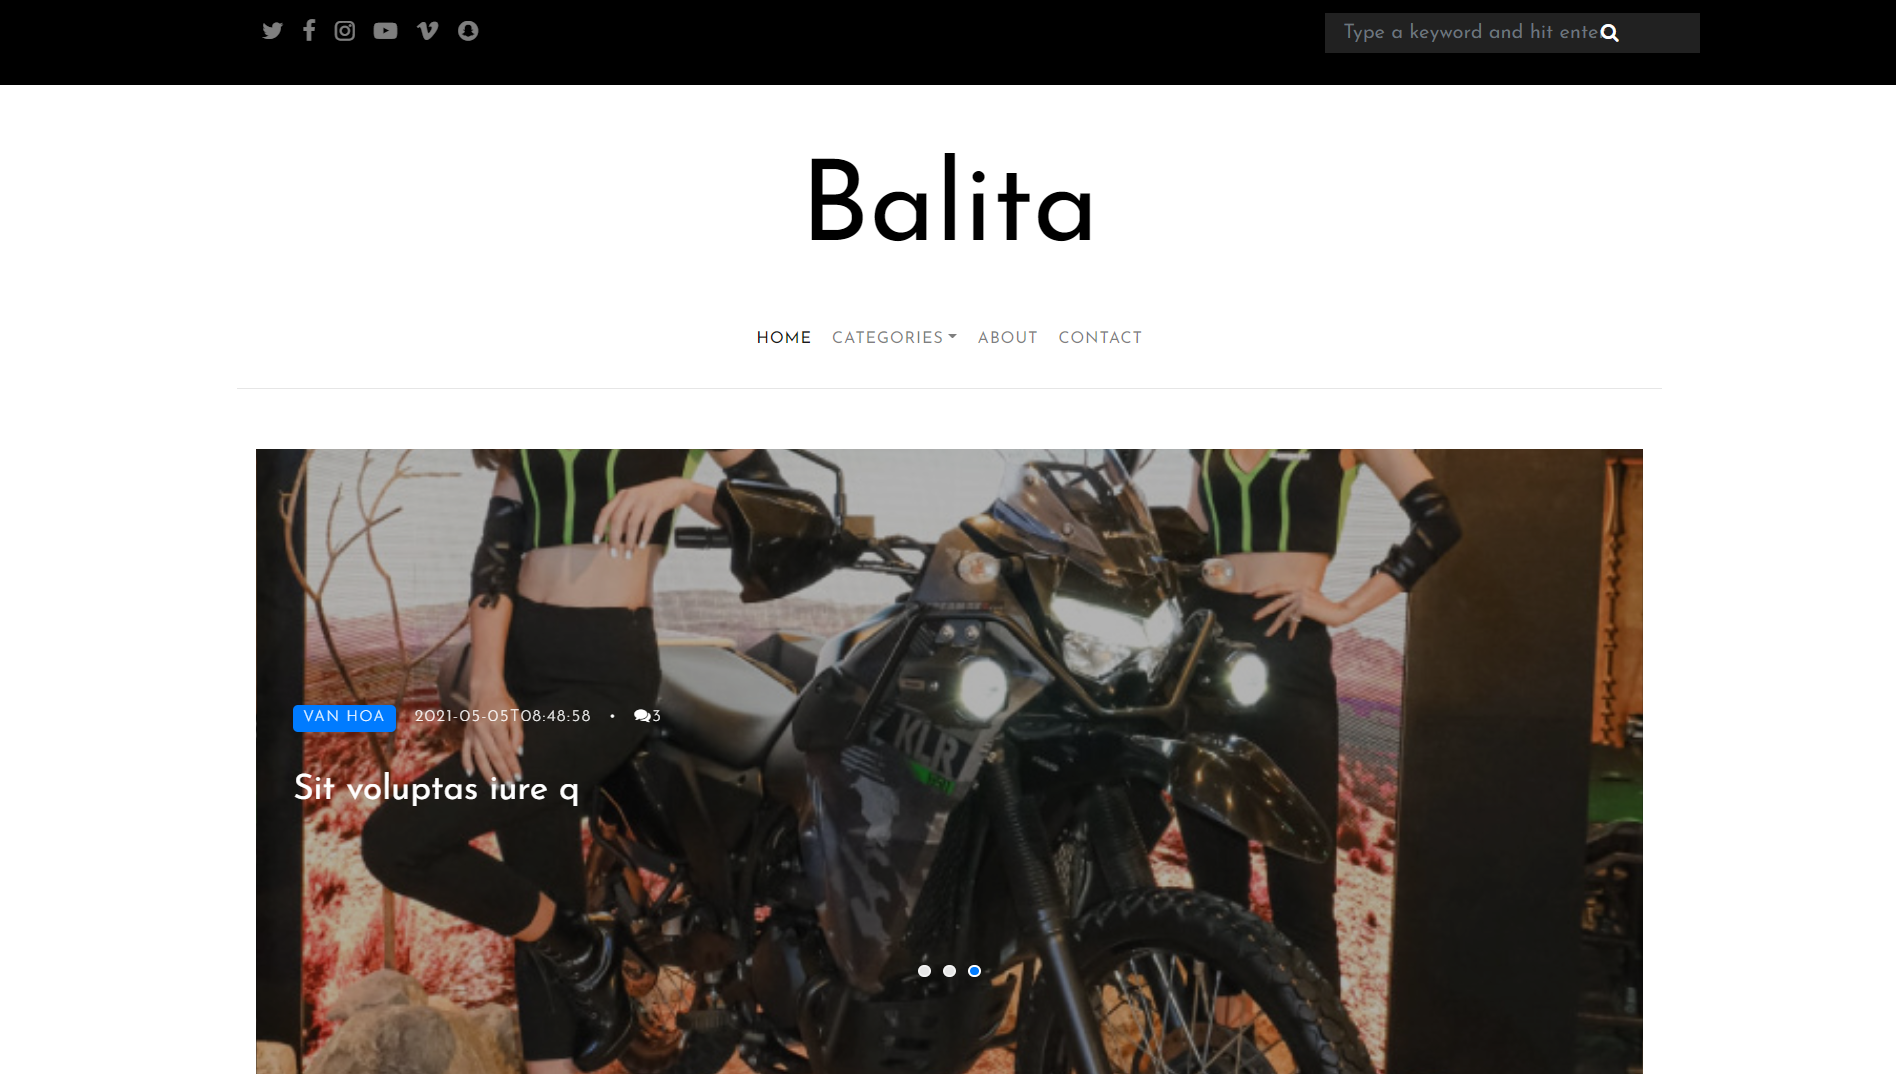 Type a keyword and hit enter
Balita
HOME CATEGORIES ABOUT CONTACT
VAN HOA 2021-05-05T08:48:58 • 3
Sit voluptas iure q
KLR